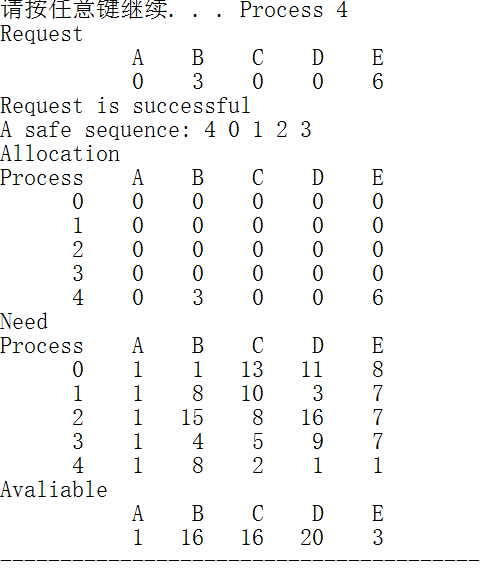 请按任意键继续. . . Process 4
Request
A B C D E
0 3 0 0 6
Request is successful
A safe sequence: 4 0 1 2 3
Allocation
Process A B C D E
0 0 0 0 0 0
1 0 0 0 0 0
2 0 0 0 0 0
3 0 0 0 0 0
4 0 3 0 0 6
Need
Process A B C D E
0 1 1 13 11 8
1 1 8 10 3 7
2 1 15 8 16 7
3 1 4 5 9 7
4 1 8 2 1 1
Avaliable
A B C D E
1 16 16 20 3
----------------------------------------